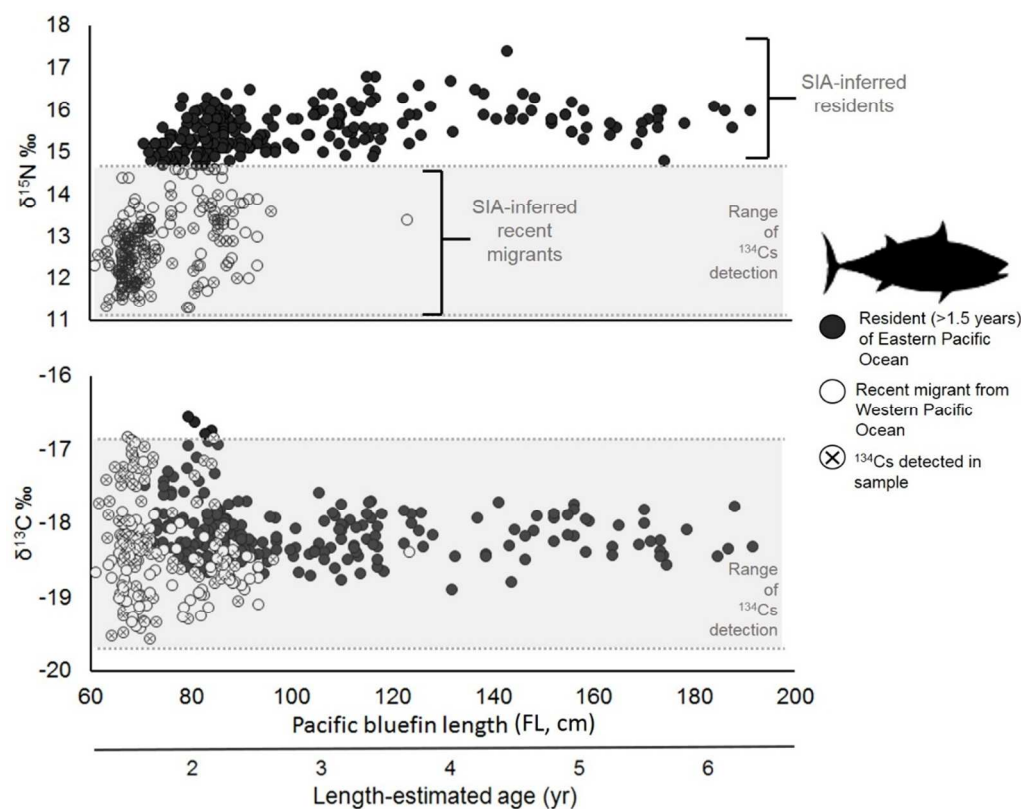 18
17
16
15
14
13
12
11
δ¹⁵N ‰
SIA-inferred
residents
SIA-inferred
recent
migrants
Range
of
¹³⁴Cs
detection
Resident (>1.5 years)
of Eastern Pacific
Ocean
Recent migrant from
Western Pacific
Ocean
¹³⁴Cs detected in
sample
-16
-17
-18
-19
-20
δ¹³C ‰
Range
of
¹³⁴Cs
detection
60 80 100 120 140 160 180 200
Pacific bluefin length (FL, cm)
2 3 4 5 6
Length-estimated age (yr)